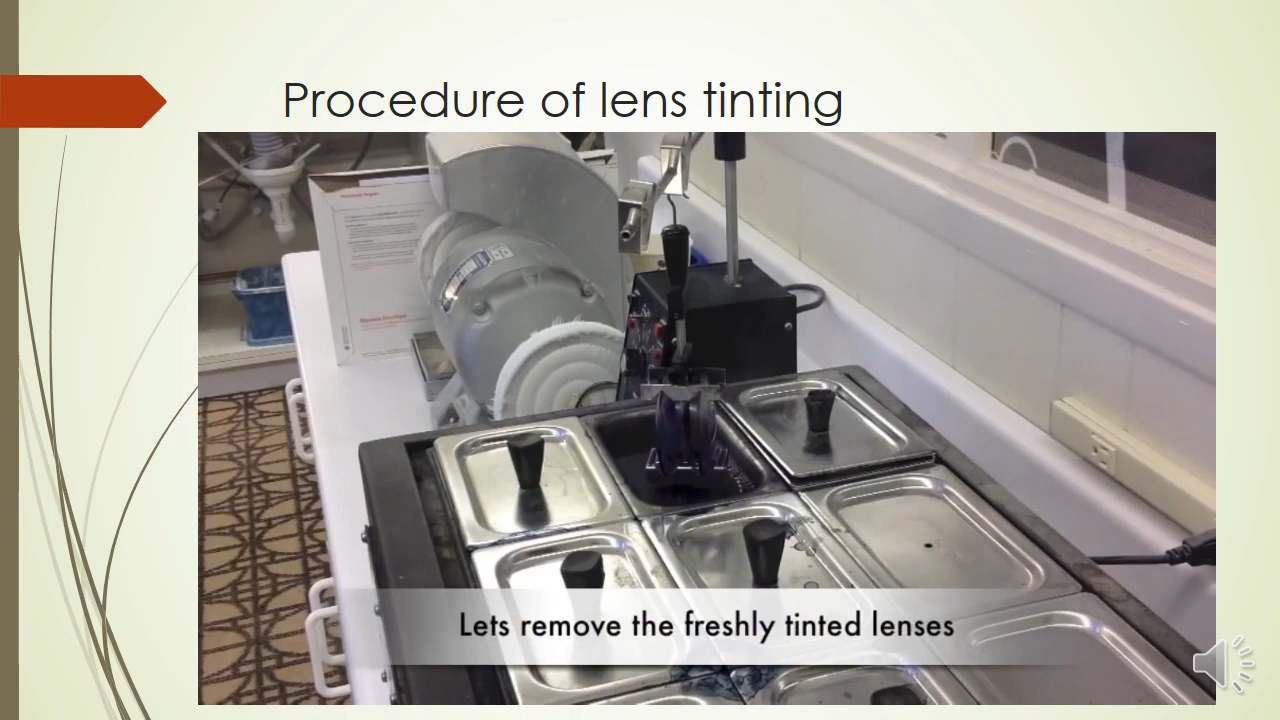 Procedure of lens tinting
Lets remove the freshly tinted lenses